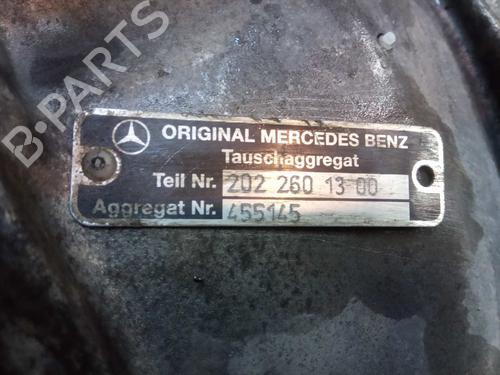 B-PARTS
ORIGINAL MERCEDES BENZ
Tauschaggregat
Teil Nr. 202 260 13 00
Aggregat Nr. 455145